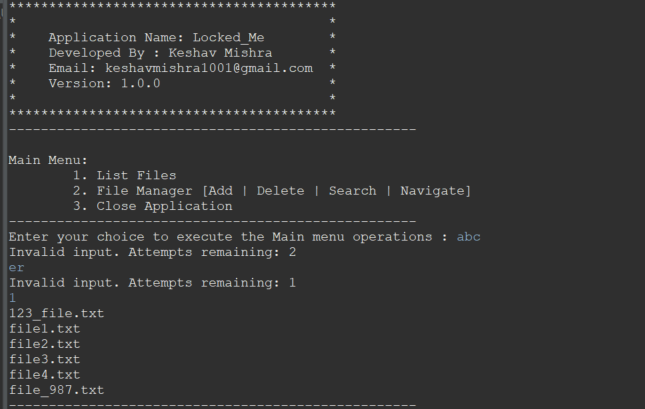 *****************************************
*                                       *
*    Application Name: Locked_Me        *
*    Developed By : Keshav Mishra       *
*    Email: keshavmishra1001@gmail.com  *
*    Version: 1.0.0                     *
*                                       *
*****************************************
---------------------------------------------------
Main Menu:
        1. List Files
        2. File Manager [Add | Delete | Search | Navigate]
        3. Close Application
---------------------------------------------------
Enter your choice to execute the Main menu operations : abc
Invalid input. Attempts remaining: 2
er
Invalid input. Attempts remaining: 1
1
123_file.txt
file1.txt
file2.txt
file3.txt
file4.txt
file_987.txt
---------------------------------------------------